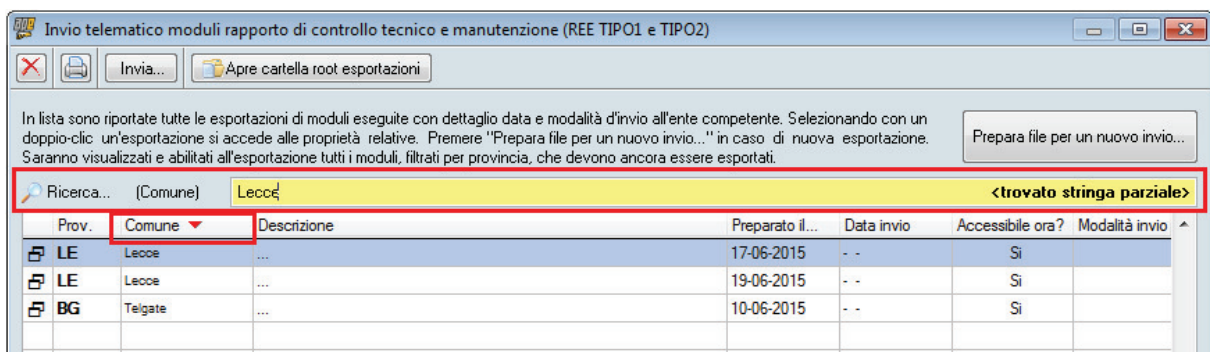 Invio telematico moduli rapporto di controllo tecnico e manutenzione (REE TIPO1 e TIPO2)
Invia... Apre cartella root esportazioni
In lista sono riportate tutte le esportazioni di moduli eseguite con dettaglio data e modalità d'invio all'ente competente. Selezionando con un
doppio-clic un'esportazione si accede alle proprietà relative. Premere "Prepara file per un nuovo invio..." in caso di nuova esportazione.
Saranno visualizzati e abilitati all'esportazione tutti i moduli, filtrati per provincia, che devono ancora essere esportati.
Prepara file per un nuovo invio...
Ricerca... (Comune) Lecce <trovato stringa parziale>
Prov. Comune Descrizione Preparato il... Data invio Accessibile ora? Modalità invio
LE Lecce ... 17-06-2015 - - Si
LE Lecce ... 19-06-2015 - - Si
BG Telgate ... 10-06-2015 - - Si